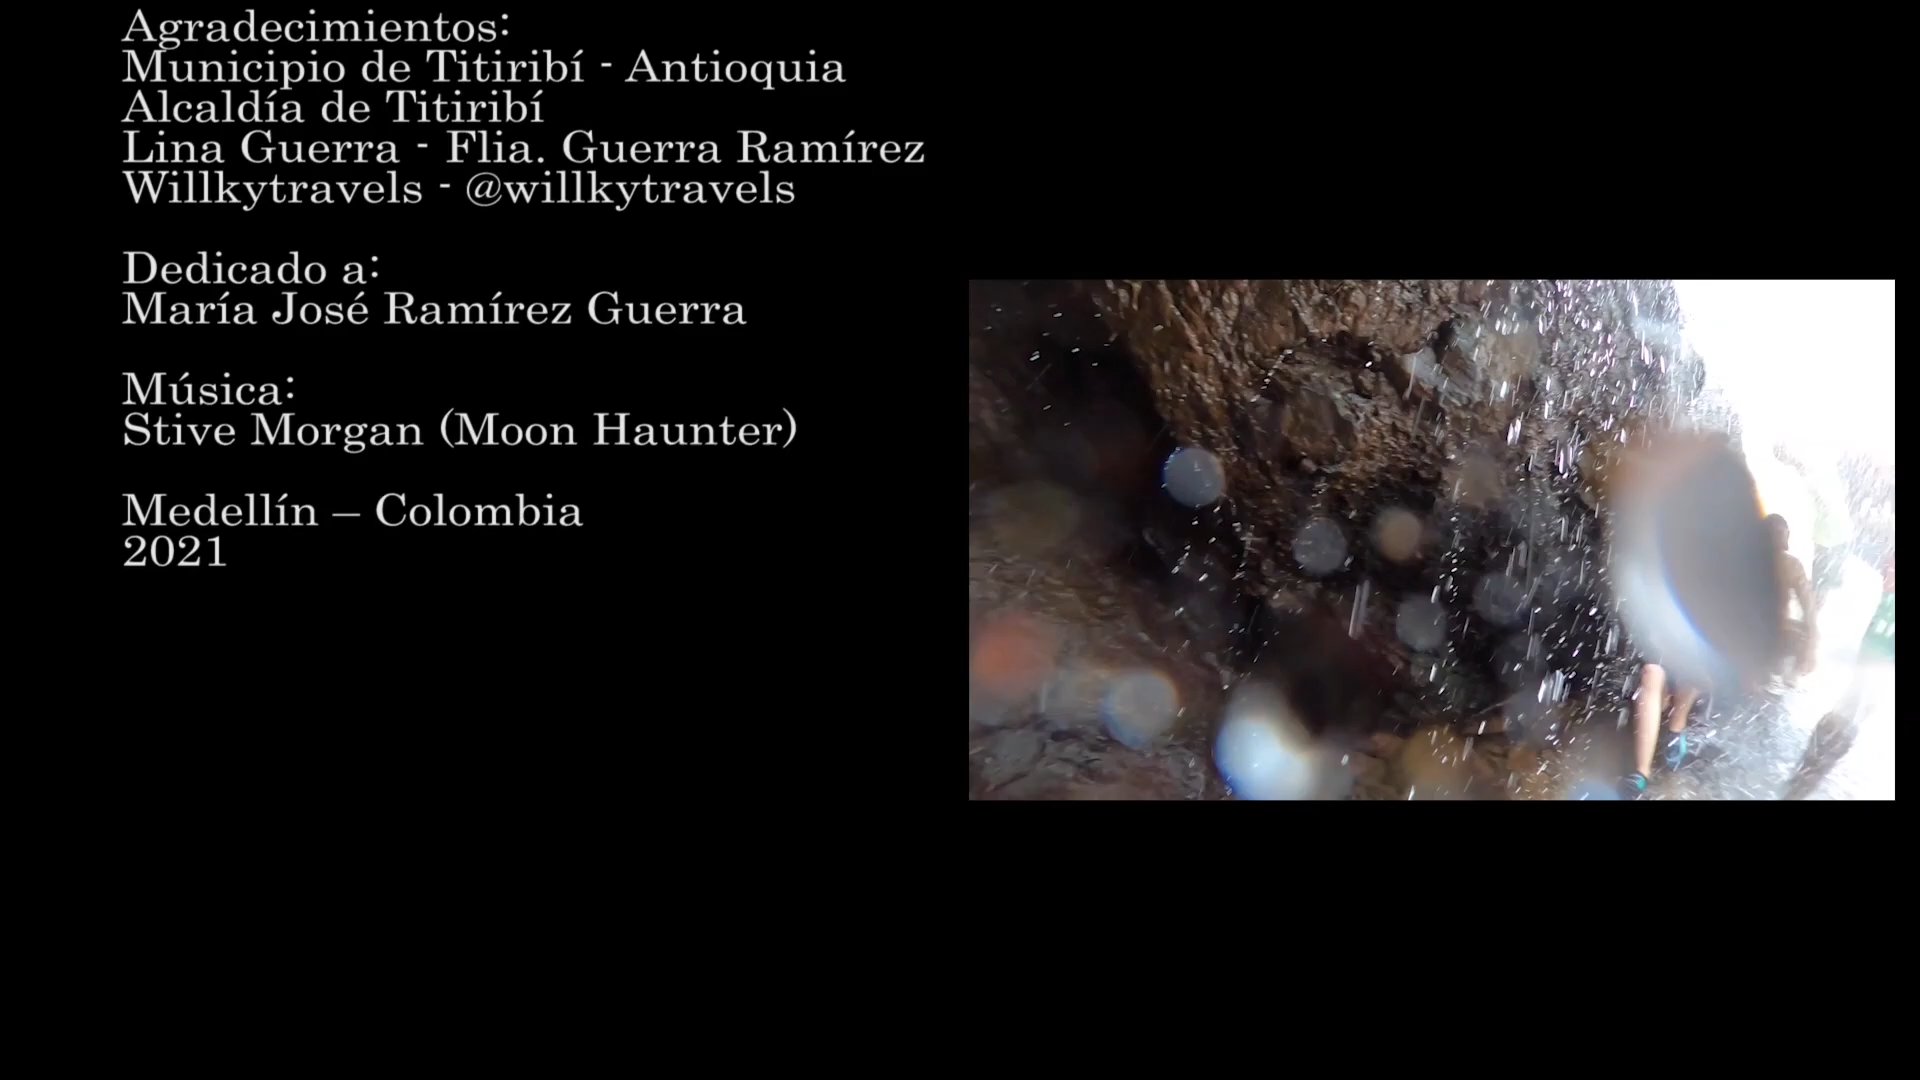 Agradecimientos:
Municipio de Titiribí - Antioquia
Alcaldía de Titiribí
Lina Guerra - Flia. Guerra Ramírez
Willkytravels - @willkytravels
Dedicado a:
María José Ramírez Guerra
Música:
Stive Morgan (Moon Haunter)
Medellín – Colombia
2021